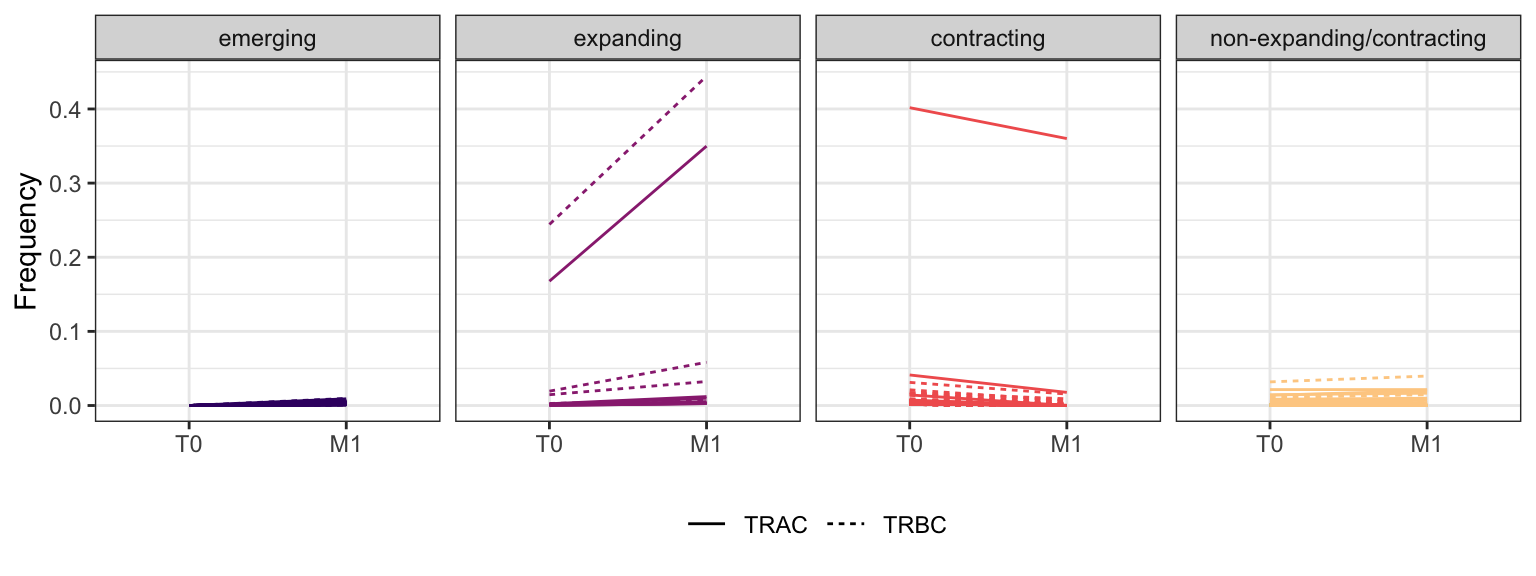 emerging expanding contracting non-expanding/contracting
Frequency
0.4
0.3
0.2
0.1
0.0
T0 M1 T0 M1 T0 M1 T0 M1
TRAC TRBC